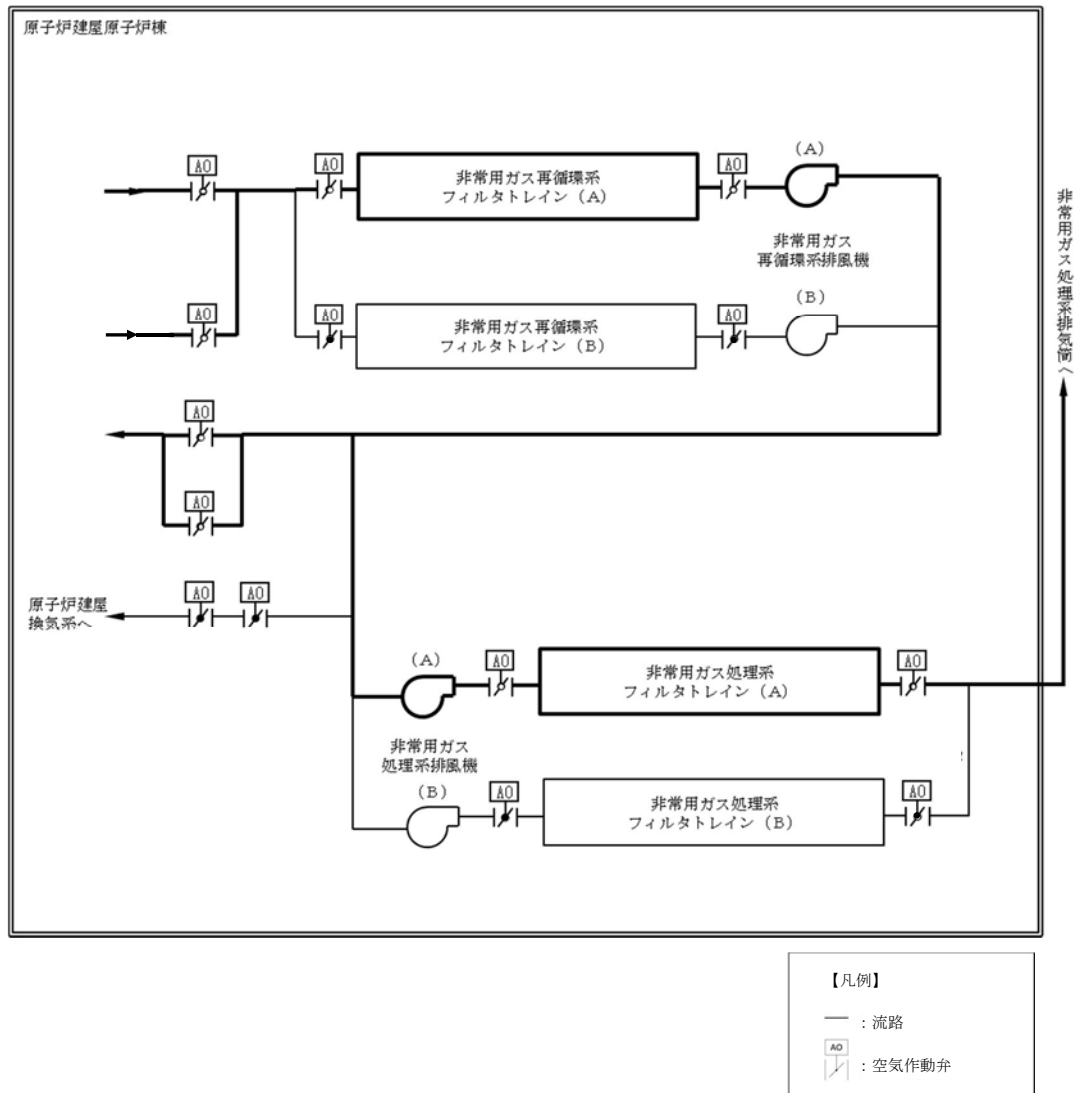 原子炉建屋原子炉棟
AO
AO
AO
(A)
非常用ガス再循環系
フィルタトレイン(A)
非常用ガス
再循環系排風機
AO
AO
AO
(B)
非常用ガス再循環系
フィルタトレイン(B)
非常用ガス処理系排気筒へ
AO
AO
AO
AO
原子炉建屋
換気系へ
(A)
AO
非常用ガス処理系
フィルタトレイン(A)
AO
非常用ガス
処理系排風機
(B)
AO
非常用ガス処理系
フィルタトレイン(B)
AO
【凡例】
:流路
AO
:空気作動弁